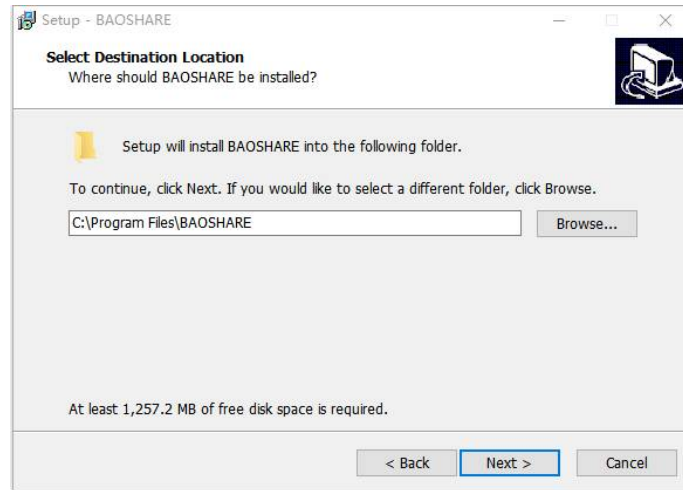 Setup - BAOSHARE
Select Destination Location
Where should BAOSHARE be installed?
Setup will install BAOSHARE into the following folder.
To continue, click Next. If you would like to select a different folder, click Browse.
C:\Program Files\BAOSHARE
Browse...
At least 1,257.2 MB of free disk space is required.
< Back
Next >
Cancel